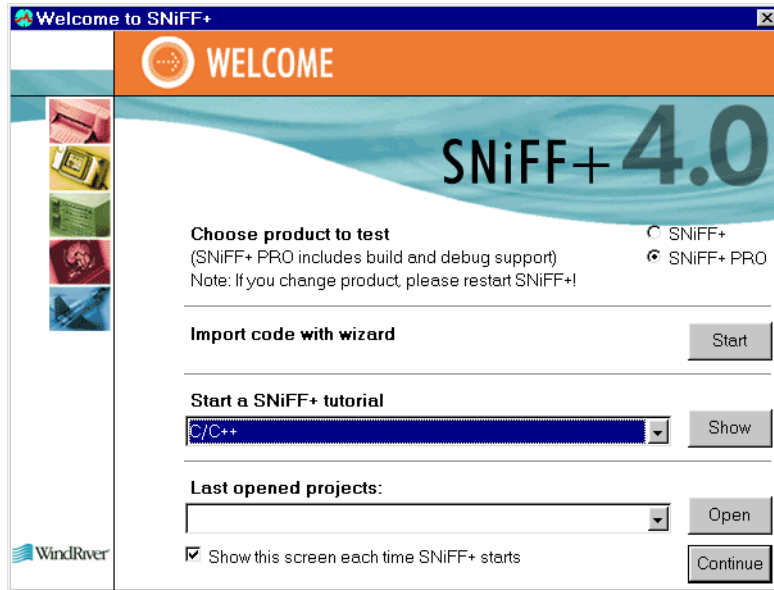 Welcome to SNiFF+
WELCOME
SNiFF+ 4.0
Choose product to test
(SNiFF+ PRO includes build and debug support)
Note: If you change product, please restart SNiFF+!
SNiFF+
SNiFF+ PRO
Import code with wizard
Start
Start a SNiFF+ tutorial
C/C++
Show
Last opened projects:
Open
Show this screen each time SNiFF+ starts
Continue
WindRiver